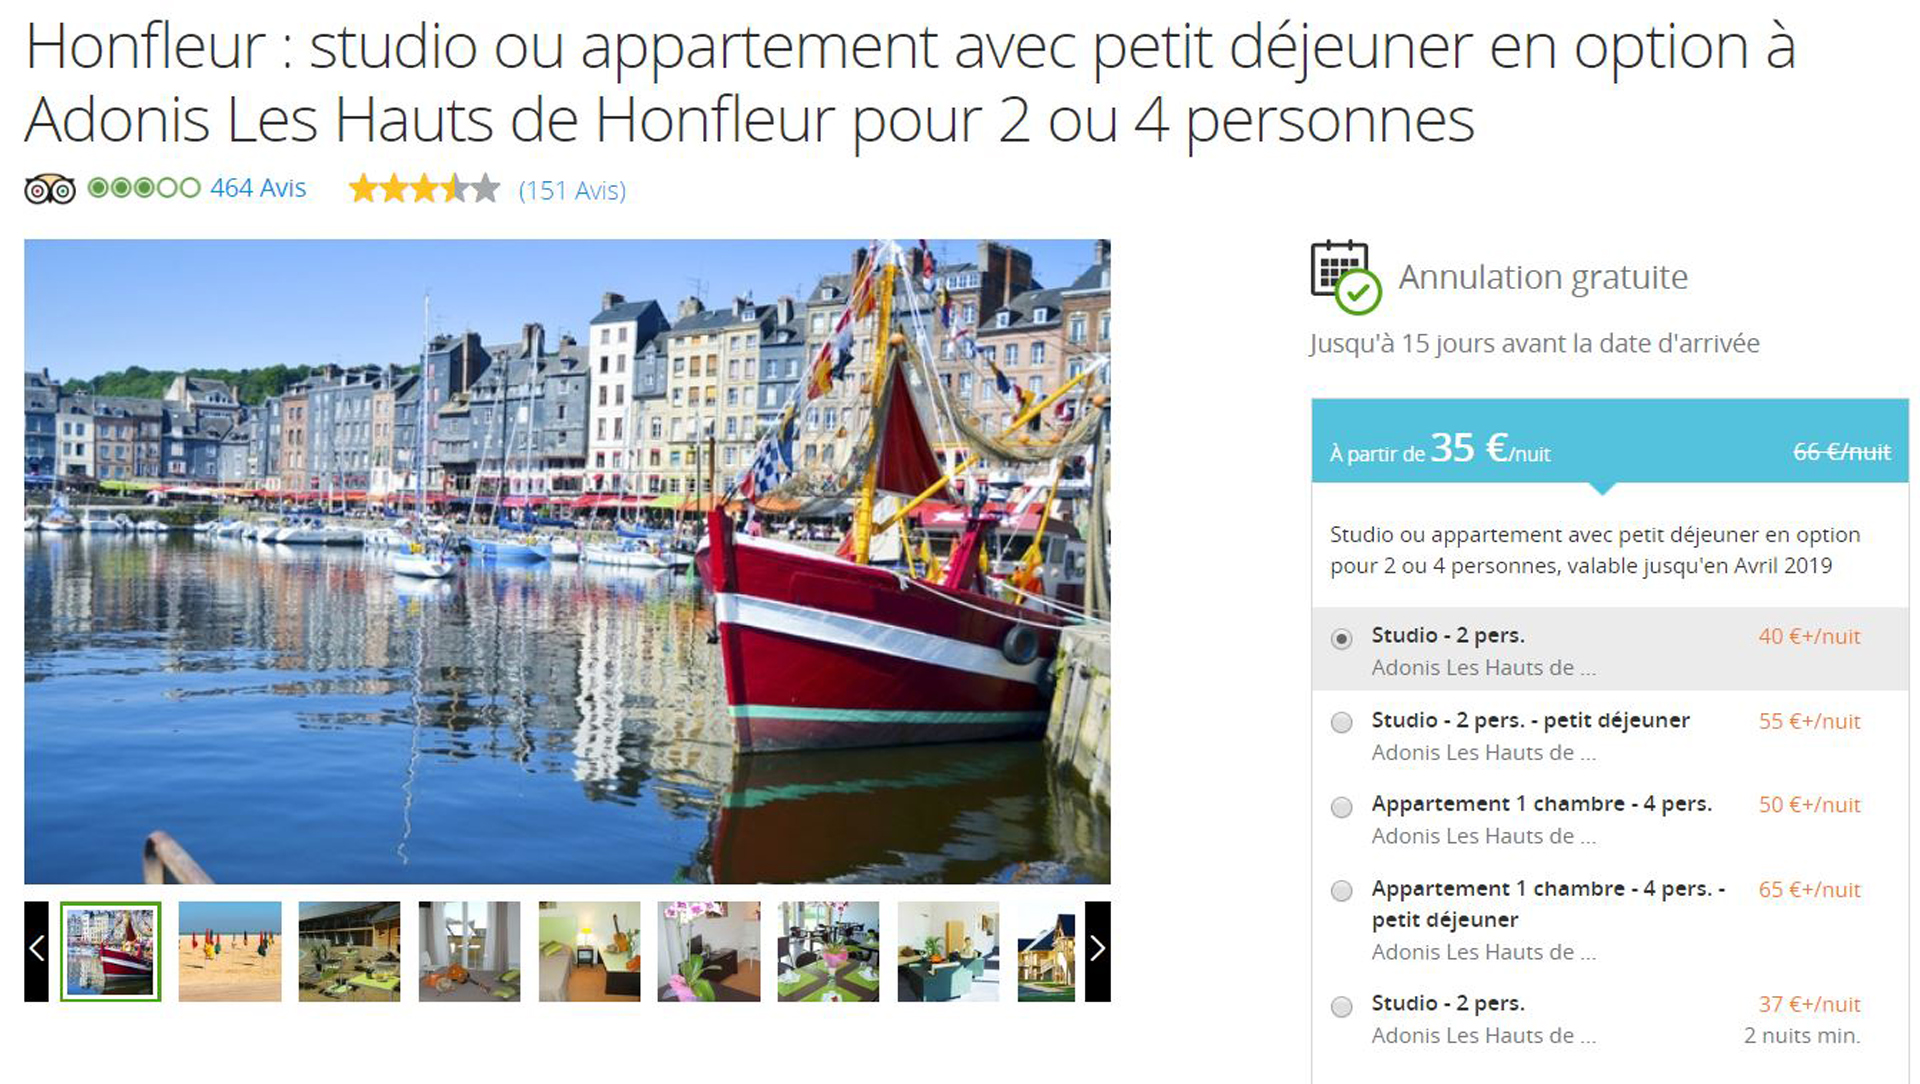 Honfleur : studio ou appartement avec petit déjeuner en option à
Adonis Les Hauts de Honfleur pour 2 ou 4 personnes
464 Avis (151 Avis)
Annulation gratuite
Jusqu'à 15 jours avant la date d'arrivée
À partir de 35 €/nuit 66 €/nuit
Studio ou appartement avec petit déjeuner en option
pour 2 ou 4 personnes, valable jusqu'en Avril 2019
Studio - 2 pers. 40 €+/nuit
Adonis Les Hauts de ...
Studio - 2 pers. - petit déjeuner 55 €+/nuit
Adonis Les Hauts de ...
Appartement 1 chambre - 4 pers. 50 €+/nuit
Adonis Les Hauts de ...
Appartement 1 chambre - 4 pers. - 65 €+/nuit
petit déjeuner
Adonis Les Hauts de ...
Studio - 2 pers. 37 €+/nuit
Adonis Les Hauts de ... 2 nuits min.